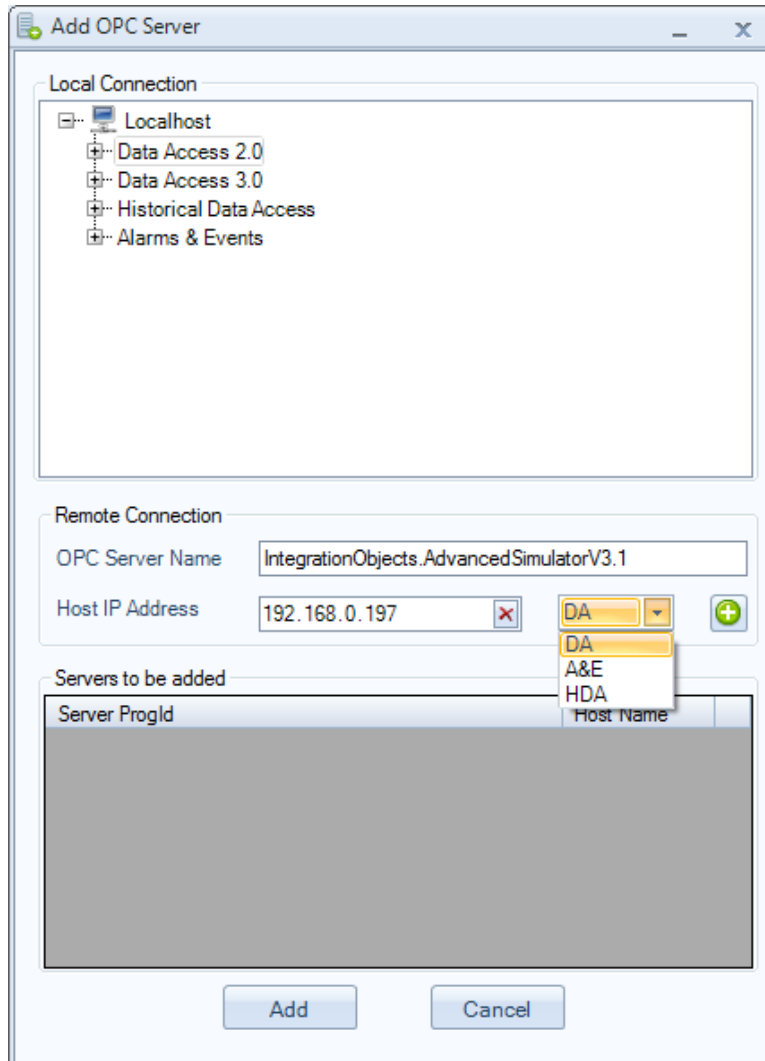 Add OPC Server
Local Connection
Localhost
Data Access 2.0
Data Access 3.0
Historical Data Access
Alarms & Events
Remote Connection
OPC Server Name IntegrationObjects.AdvancedSimulatorV3.1
Host IP Address 192.168.0.197 DA
DA
A&E
HDA
Servers to be added
Server ProgId Host Name
Add Cancel